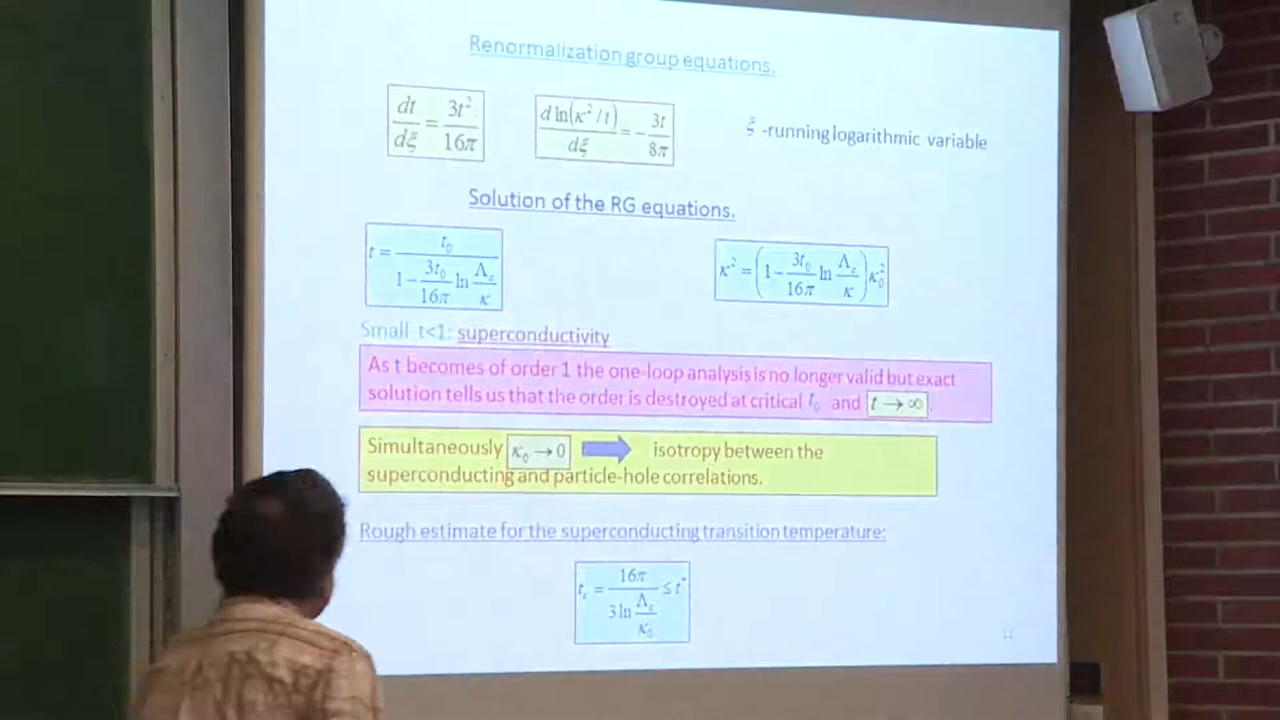 Renormalization group equations.
dt/dξ = 3t²/16π
d ln(κ²/t)/dξ = −3t/8π
ξ -running logarithmic variable
Solution of the RG equations.
t = t₀/(1 − (3t₀/16π) ln(Λ_ε/κ))
κ² = (1 − (3t₀/16π) ln(Λ_ε/κ)) κ₀²
Small t<1: superconductivity
As t becomes of order 1 the one-loop analysis is no longer valid but exact
solution tells us that the order is destroyed at critical t₀ and t → ∞.
Simultaneously κ₀ → 0 isotropy between the
superconducting and particle-hole correlations.
Rough estimate for the superconducting transition temperature:
t_c = 16π/(3 ln(Λ_ε/κ₀)) ≤ t*